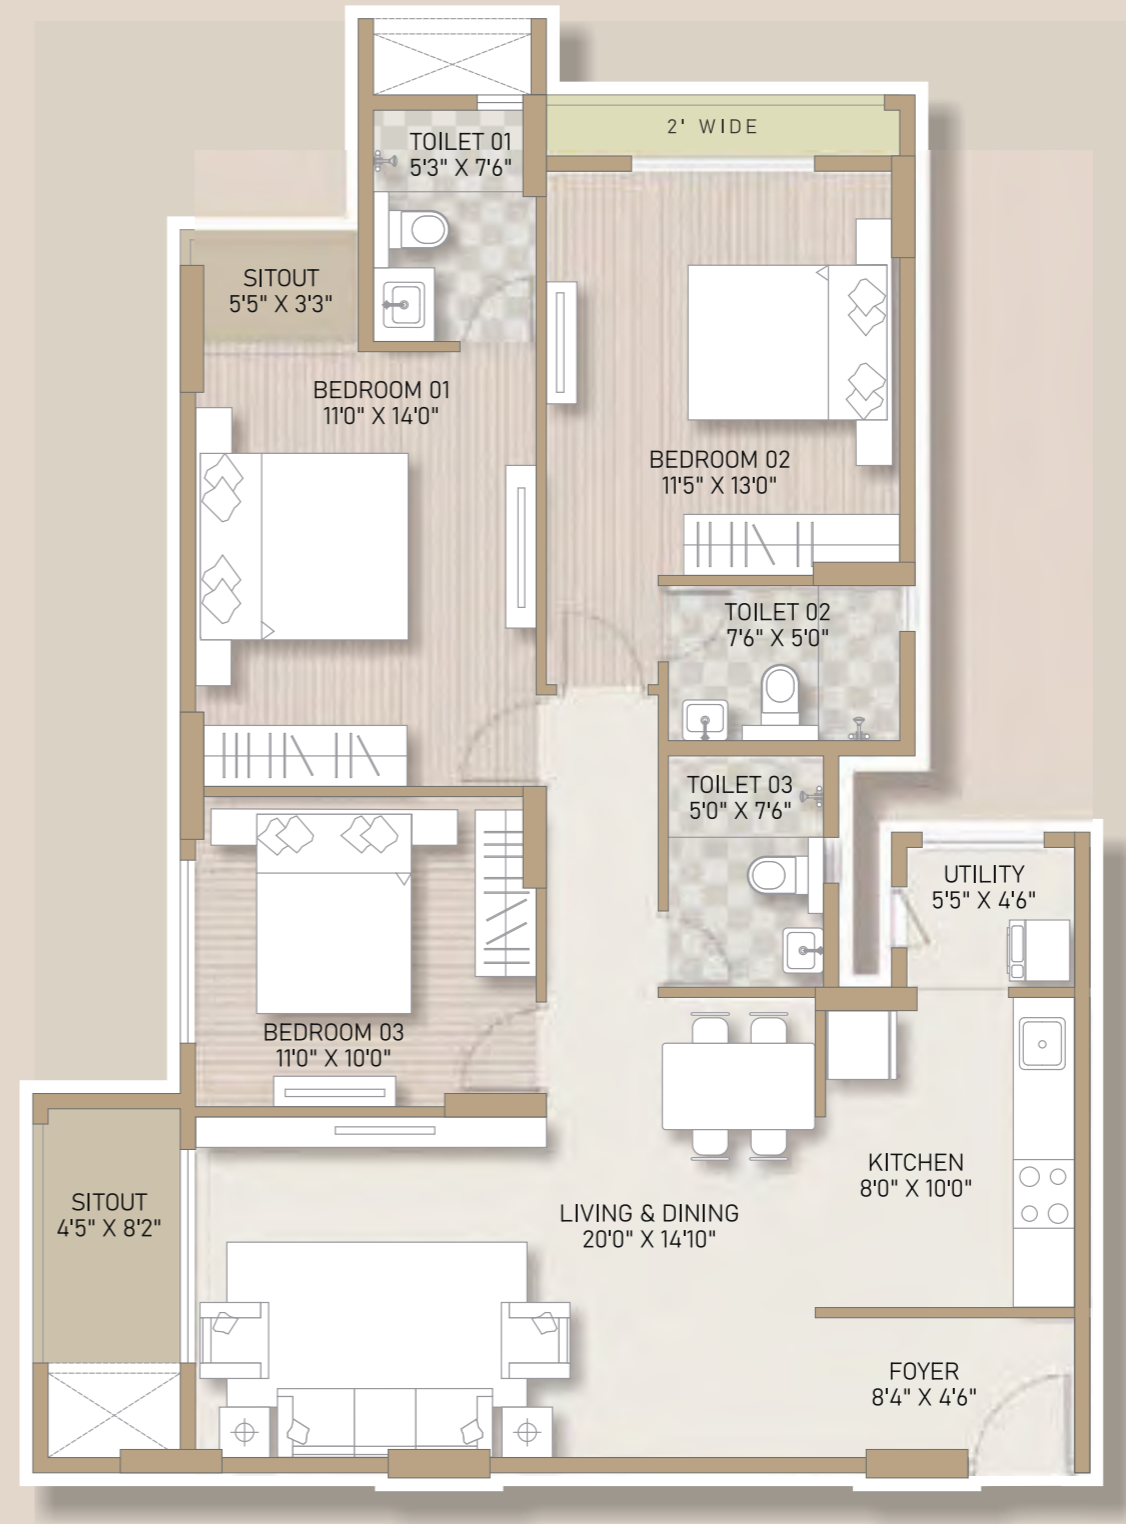 TOILET 01
5'3" X 7'6"
2' WIDE
SITOUT
5'5" X 3'3"
BEDROOM 01
11'0" X 14'0"
BEDROOM 02
11'5" X 13'0"
TOILET 02
7'6" X 5'0"
TOILET 03
5'0" X 7'6"
UTILITY
5'5" X 4'6"
BEDROOM 03
11'0" X 10'0"
KITCHEN
8'0" X 10'0"
SITOUT
4'5" X 8'2"
LIVING & DINING
20'0" X 14'10"
FOYER
8'4" X 4'6"